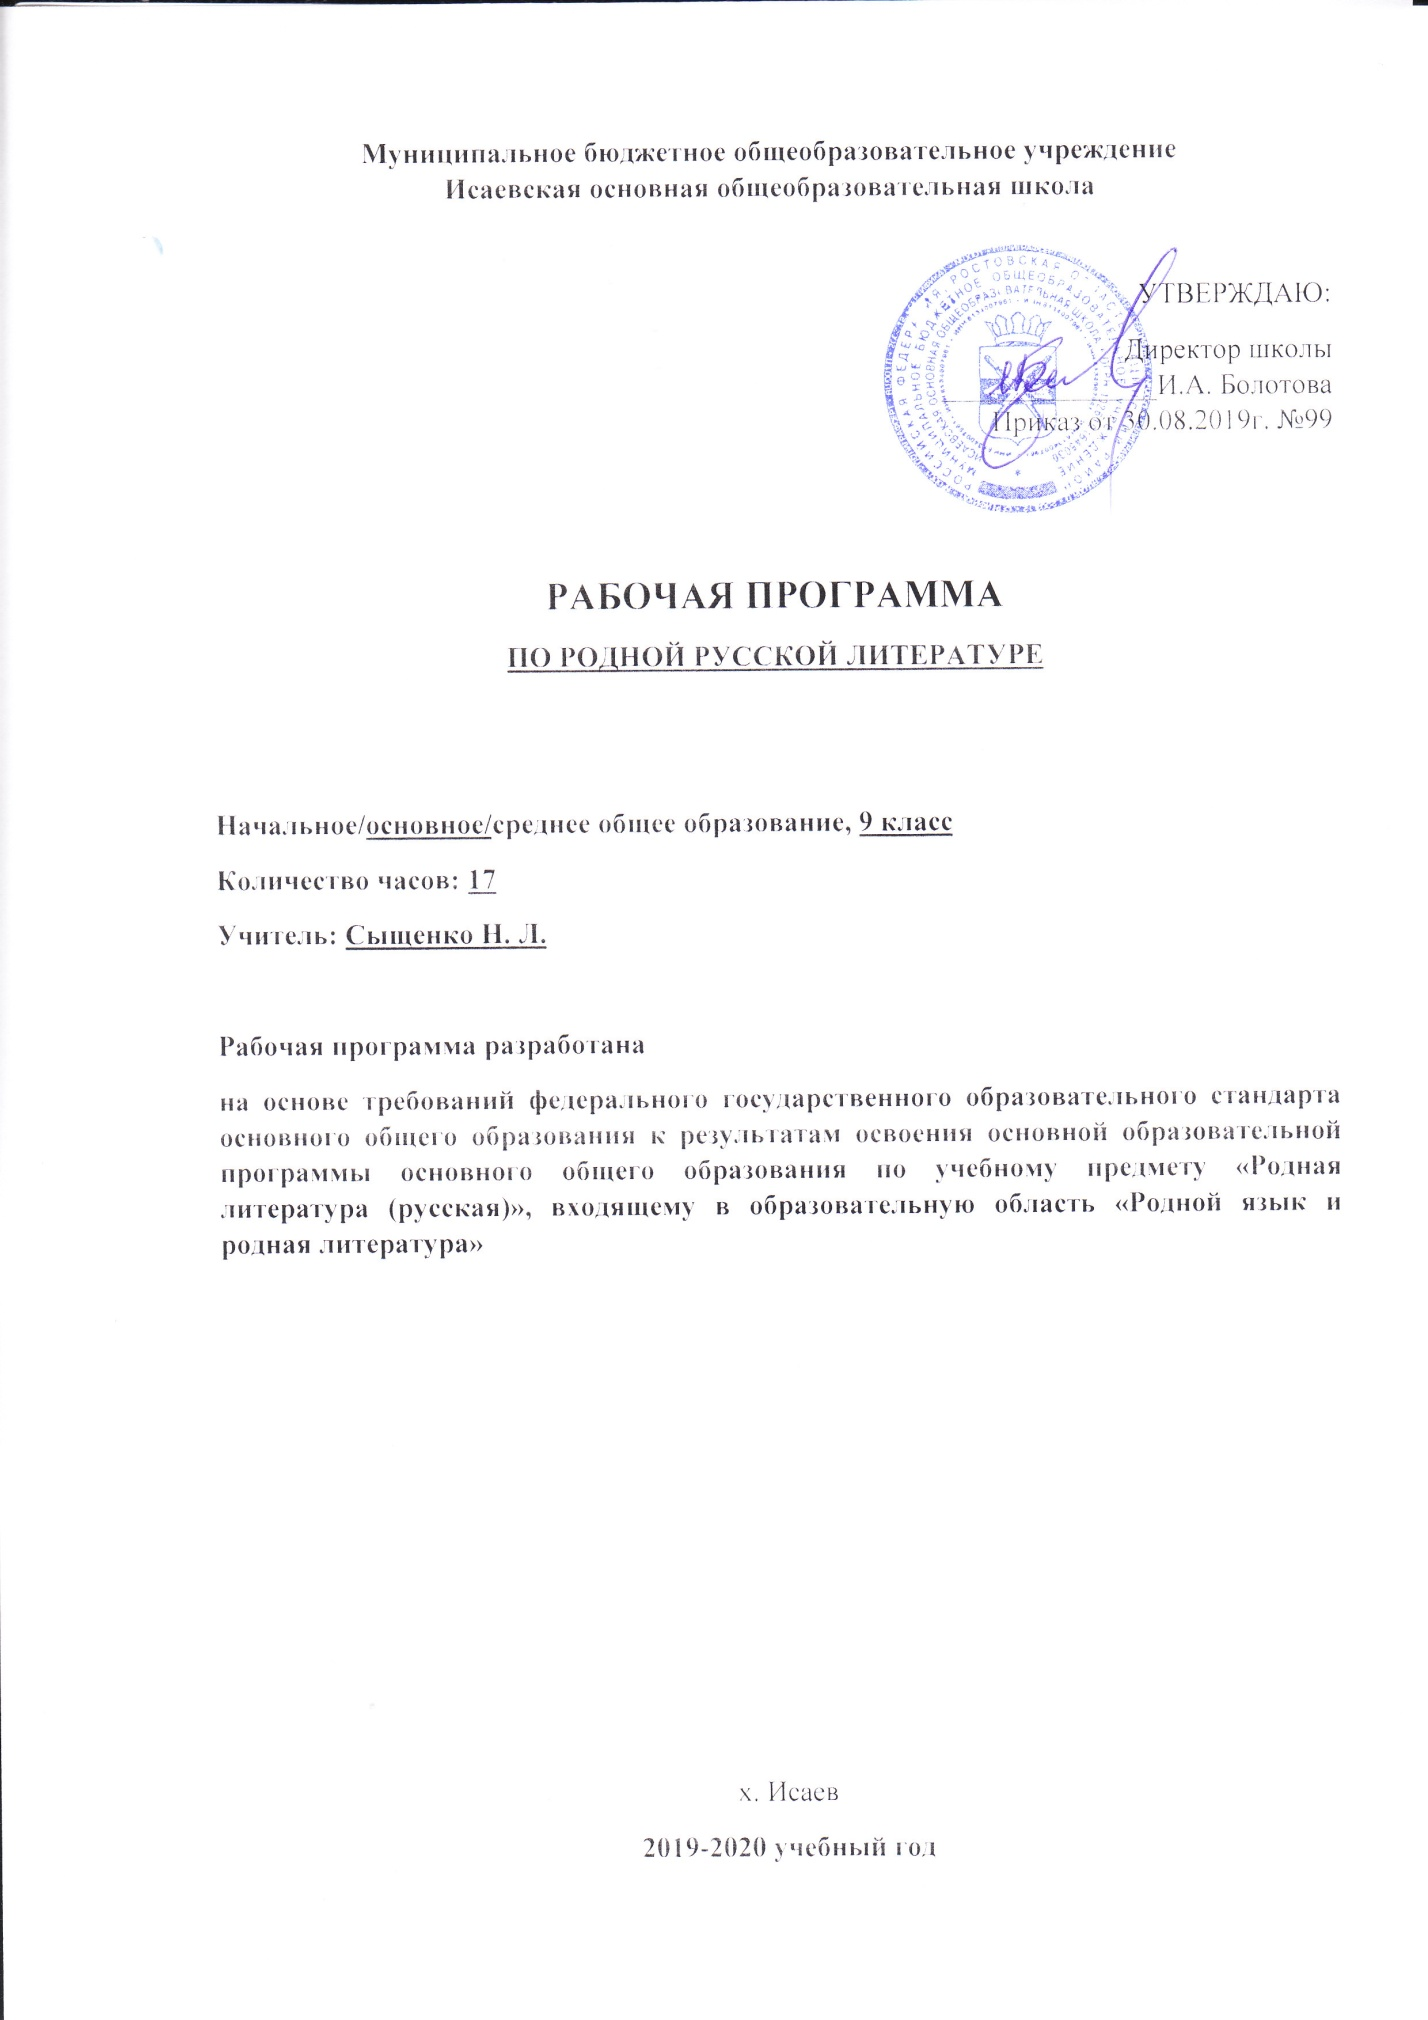 Муниципальное бюджетное общеобразовательное учреждение
Исаевская основная общеобразовательная школа
УТВЕРЖДАЮ:
Директор школы
И.А. Болотова
Приказ от 30.08.2019г. №99
РАБОЧАЯ ПРОГРАММА
ПО РОДНОЙ РУССКОЙ ЛИТЕРАТУРЕ
Начальное/основное/среднее общее образование, 9 класс
Количество часов: 17
Учитель: Сыщенко Н. Л.
Рабочая программа разработана
на основе требований федерального государственного образовательного стандарта
основного общего образования к результатам освоения основной образовательной
программы основного общего образования по учебному предмету «Родная
литература (русская)», входящему в образовательную область «Родной язык и
родная литература»
х. Исаев
2019-2020 учебный год